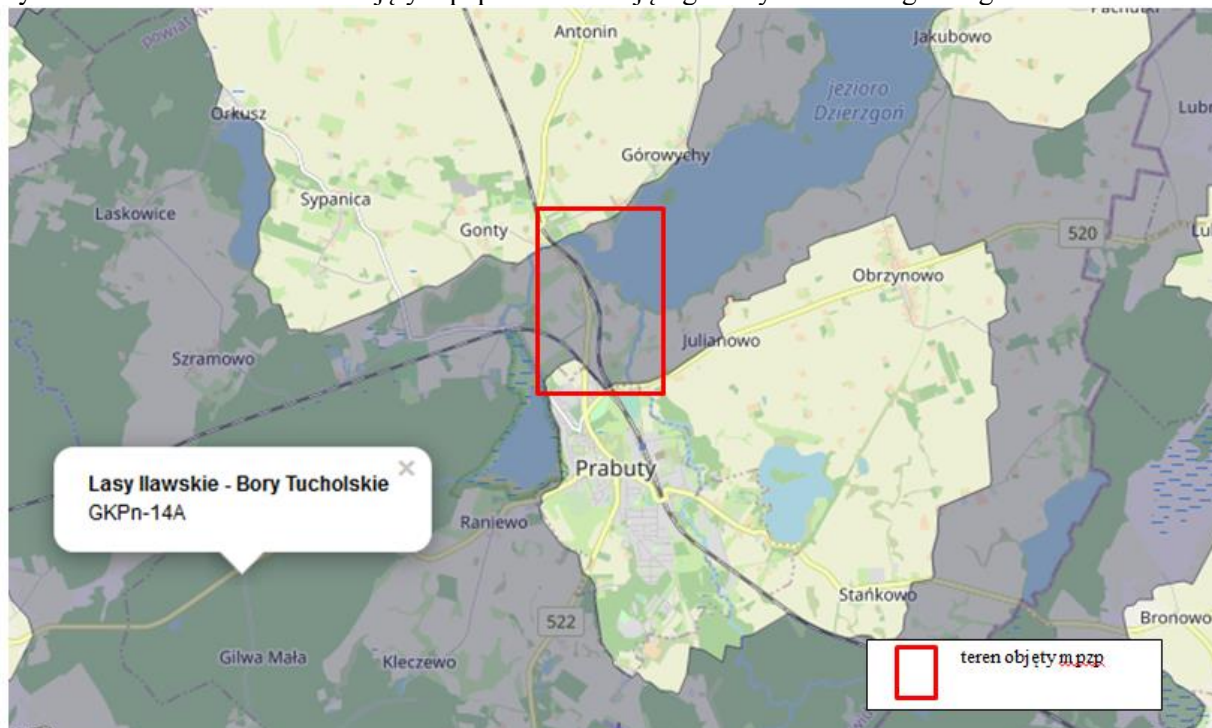 Antonin
Jakubowo
jezioro
Dzierzgoń
Orkusz
Górowychy
Sypanica
Laskowice
Gonty
520
Obrzynowo
Julianowo
Szramowo
Prabuty
Lasy Iławskie - Bory Tucholskie
GKPn-14A
Raniewo
Stańkowo
522
Bronowo
Gilwa Mała
Kleczewo
teren objęty mpzp